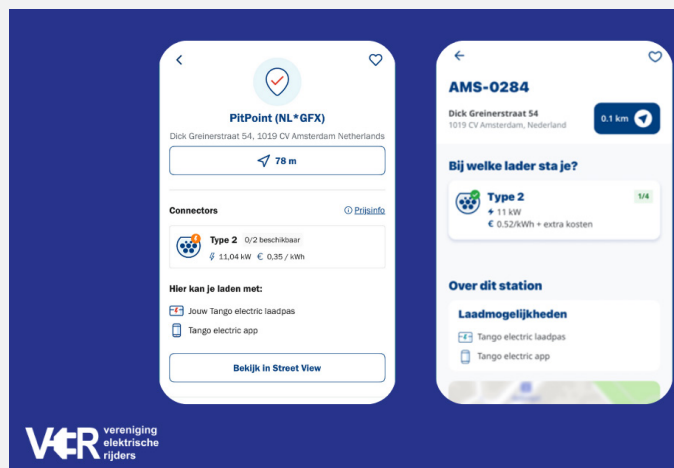 PitPoint (NL*GFX)
Dick Greinerstraat 54, 1019 CV Amsterdam Netherlands
78 m
Connectors
Prijsinfo
Type 2 0/2 beschikbaar
11,04 kW € 0,35 / kWh
Hier kan je laden met:
Jouw Tango electric laadpas
Tango electric app
Bekijk in Street View
AMS-0284
Dick Greinerstraat 54
1019 CV Amsterdam, Nederland
0.1 km
Bij welke lader sta je?
Type 2
1/4
11 kW
€ 0.52/kWh + extra kosten
Over dit station
Laadmogelijkheden
Tango electric laadpas
Tango electric app
VER
vereniging
elektrische
rijders